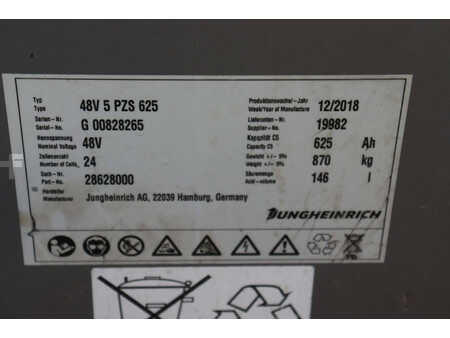 Typ
Type
48V 5 PZS 625
Produktionswoche/-Jahr
Week/Year of Manufacture
12/2018
Serien-Nr.
Serial-No.
G 00828265
Lieferanten-Nr.
Supplier-No.
19982
Nennspannung
Nominal Voltage
48V
Kapazität C5
Capacity C5
625 Ah
Zellenanzahl
Number of Cells
24
Gewicht +/- 5%
Weight +/- 5%
870 kg
Sach-Nr.
Part-No.
28628000
Säuremenge
Acid-volume
146 l
Hersteller
Manufacturer
Jungheinrich AG, 22039 Hamburg, Germany
JUNGHEINRICH